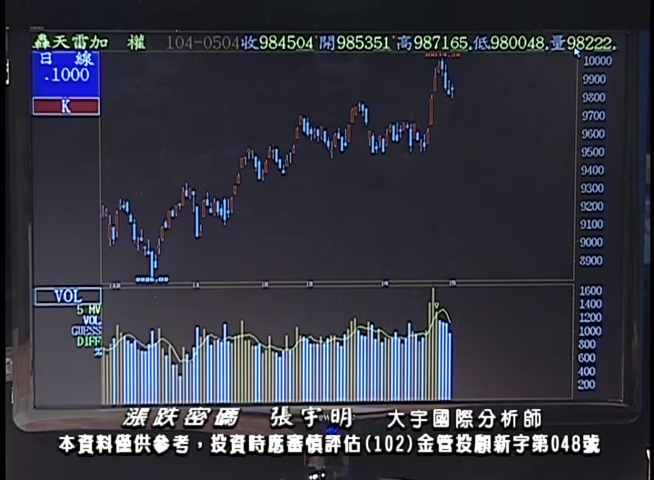 轟天雷加 權 104-0504收984504開985351高987165.低980048.量98222.
日 線
.1000
K
10000
9900
9800
9700
9600
9500
9400
9300
9200
9100
9000
8900
VOL
5 MV
VOL
GUESS
DIFF
1600
1400
1200
1000
800
600
400
200
漲跌密碼 張宇明 大宇國際分析師
本資料僅供參考，投資時應審慎評估(102)金管投顧新字第048號